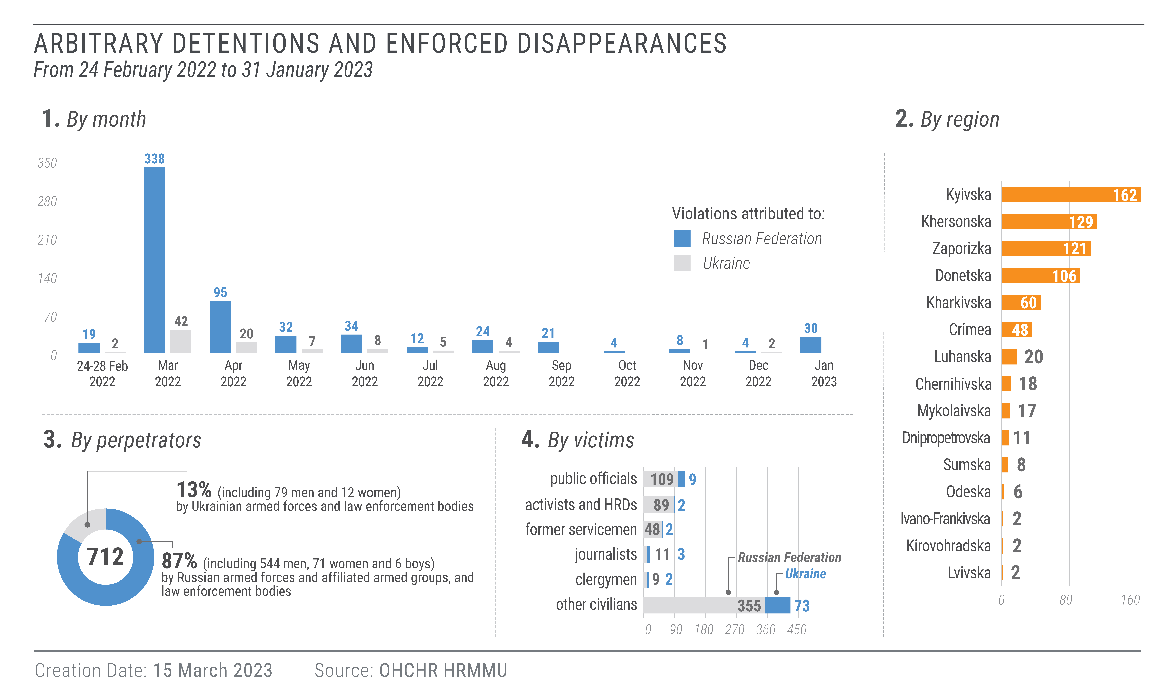 ARBITRARY DETENTIONS AND ENFORCED DISAPPEARANCES
From 24 February 2022 to 31 January 2023
1. By month
350
280
210
140
70
0
19 2
338 42
95 20
32 7
34 8
12 5
24 4
21
4
8 1
4 2
30
24-28 Feb 2022
Mar 2022
Apr 2022
May 2022
Jun 2022
Jul 2022
Aug 2022
Sep 2022
Oct 2022
Nov 2022
Dec 2022
Jan 2023
Violations attributed to:
Russian Federation
Ukraine
2. By region
Kyivska 162
Khersonska 129
Zaporizka 121
Donetska 106
Kharkivska 60
Crimea 48
Luhanska 20
Chernihivska 18
Mykolaivska 17
Dnipropetrovska 11
Sumska 8
Odeska 6
Ivano-Frankivska 2
Kirovohradska 2
Lvivska 2
0 80 160
3. By perpetrators
712
13% (including 79 men and 12 women)
by Ukrainian armed forces and law enforcement bodies
87% (including 544 men, 71 women and 6 boys)
by Russian armed forces and affiliated armed groups, and
law enforcement bodies
4. By victims
public officials 109 9
activists and HRDs 89 2
former servicemen 48 2
journalists 11 3
clergymen 9 2
other civilians 355 73
Russian Federation
Ukraine
0 90 180 270 360 450
Creation Date: 15 March 2023 Source: OHCHR HRMMU